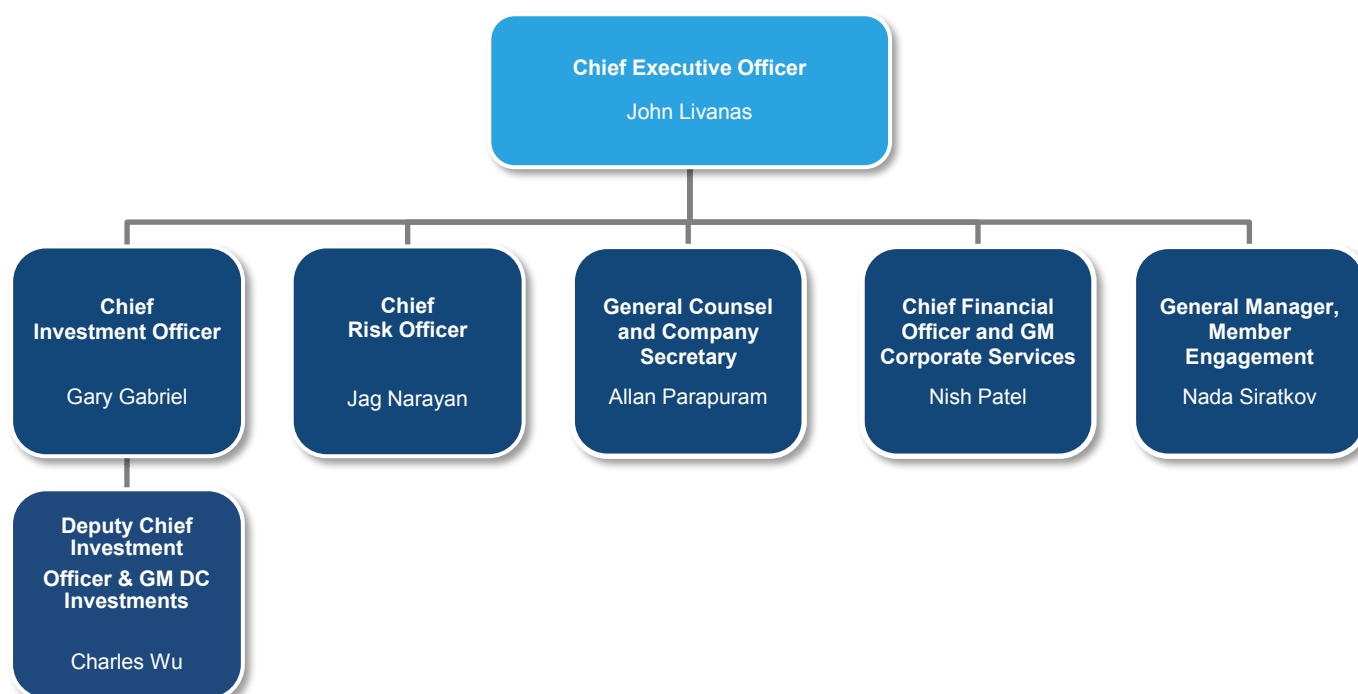 Chief Executive Officer
John Livanas
Chief
Investment Officer
Gary Gabriel
Chief
Risk Officer
Jag Narayan
General Counsel
and Company
Secretary
Allan Parapuram
Chief Financial
Officer and GM
Corporate Services
Nish Patel
General Manager,
Member
Engagement
Nada Siratkov
Deputy Chief
Investment
Officer & GM DC
Investments
Charles Wu